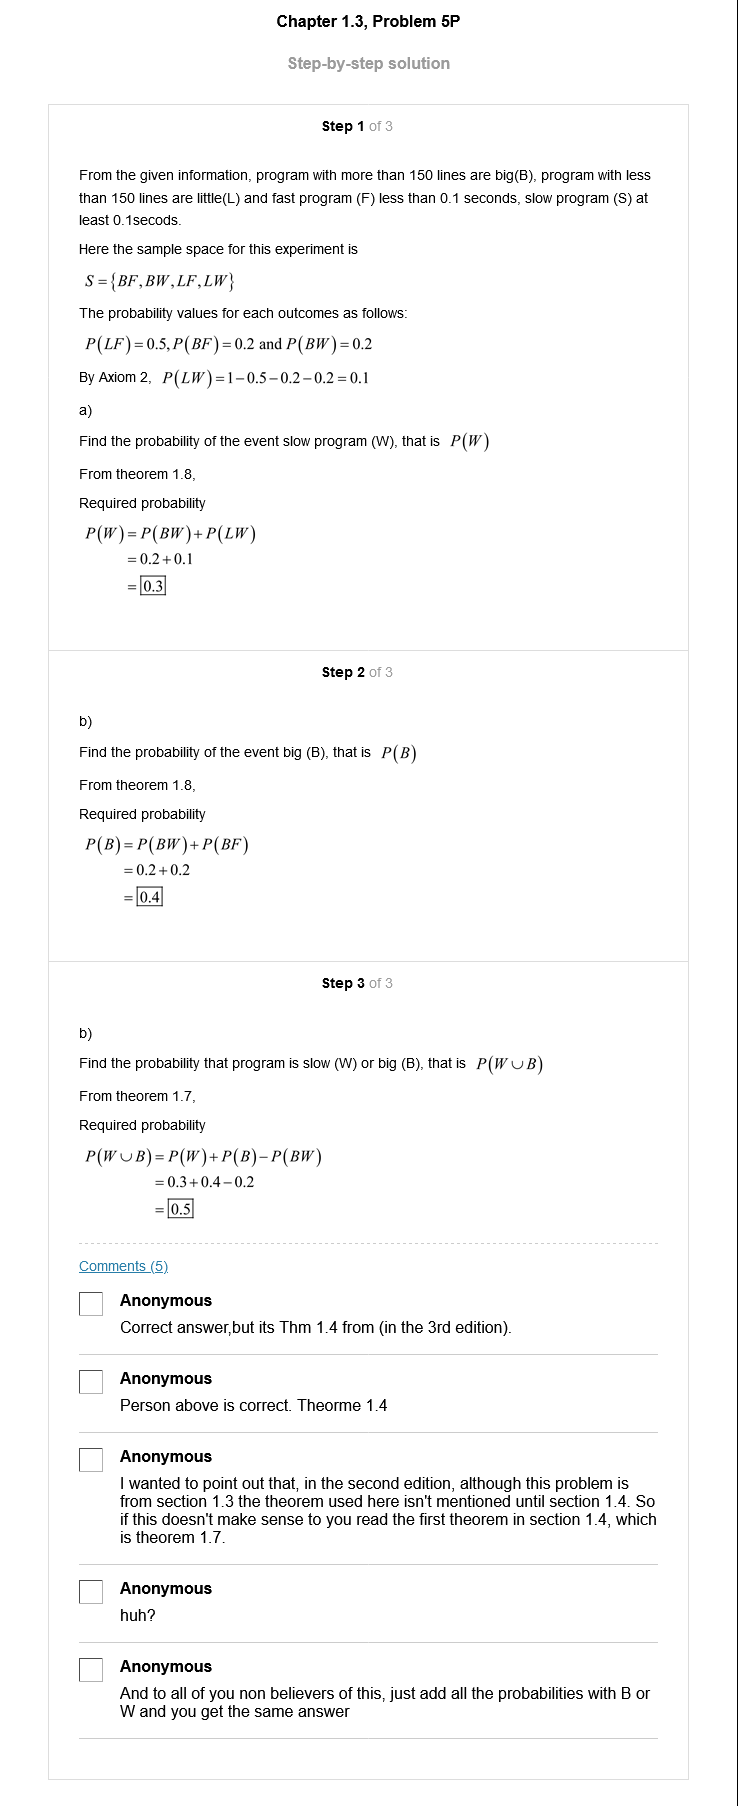 Chapter 1.3, Problem 5P
Step-by-step solution
Step 1 of 3
From the given information, program with more than 150 lines are big(B), program with less
than 150 lines are little(L) and fast program (F) less than 0.1 seconds, slow program (S) at
least 0.1secods.
Here the sample space for this experiment is
S = {BF, BW, LF, LW}
The probability values for each outcomes as follows:
P(LF) = 0.5, P(BF) = 0.2 and P(BW) = 0.2
By Axiom 2, P(LW) = 1 – 0.5 – 0.2 – 0.2 = 0.1
a)
Find the probability of the event slow program (W), that is P(W)
From theorem 1.8,
Required probability
P(W) = P(BW) + P(LW)
= 0.2 + 0.1
= 0.3
Step 2 of 3
b)
Find the probability of the event big (B), that is P(B)
From theorem 1.8,
Required probability
P(B) = P(BW) + P(BF)
= 0.2 + 0.2
= 0.4
Step 3 of 3
b)
Find the probability that program is slow (W) or big (B), that is P(W ∪ B)
From theorem 1.7,
Required probability
P(W ∪ B) = P(W) + P(B) – P(BW)
= 0.3 + 0.4 – 0.2
= 0.5
Comments (5)
Anonymous
Correct answer,but its Thm 1.4 from (in the 3rd edition).
Anonymous
Person above is correct. Theorme 1.4
Anonymous
I wanted to point out that, in the second edition, although this problem is
from section 1.3 the theorem used here isn't mentioned until section 1.4. So
if this doesn't make sense to you read the first theorem in section 1.4, which
is theorem 1.7.
Anonymous
huh?
Anonymous
And to all of you non believers of this, just add all the probabilities with B or
W and you get the same answer